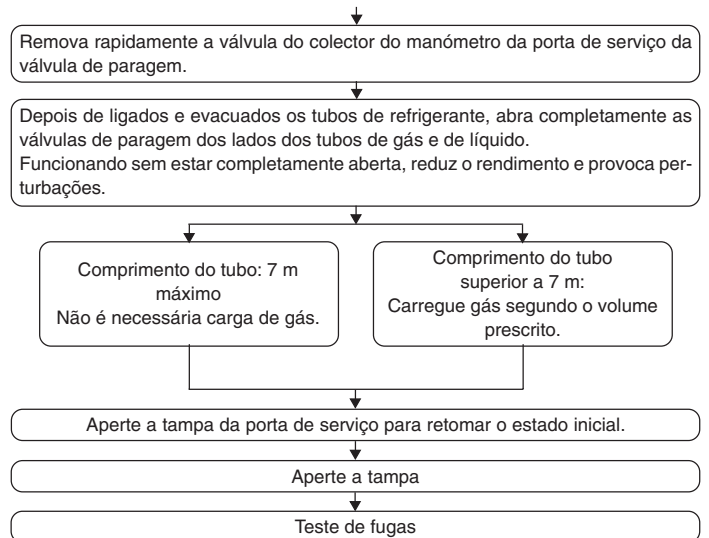 Remova rapidamente a válvula do colector do manómetro da porta de serviço da
válvula de paragem.
Depois de ligados e evacuados os tubos de refrigerante, abra completamente as
válvulas de paragem dos lados dos tubos de gás e de líquido.
Funcionando sem estar completamente aberta, reduz o rendimento e provoca per-
turbações.
Comprimento do tubo: 7 m
máximo
Não é necessária carga de gás.
Comprimento do tubo
superior a 7 m:
Carregue gás segundo o volume
prescrito.
Aperte a tampa da porta de serviço para retomar o estado inicial.
Aperte a tampa
Teste de fugas